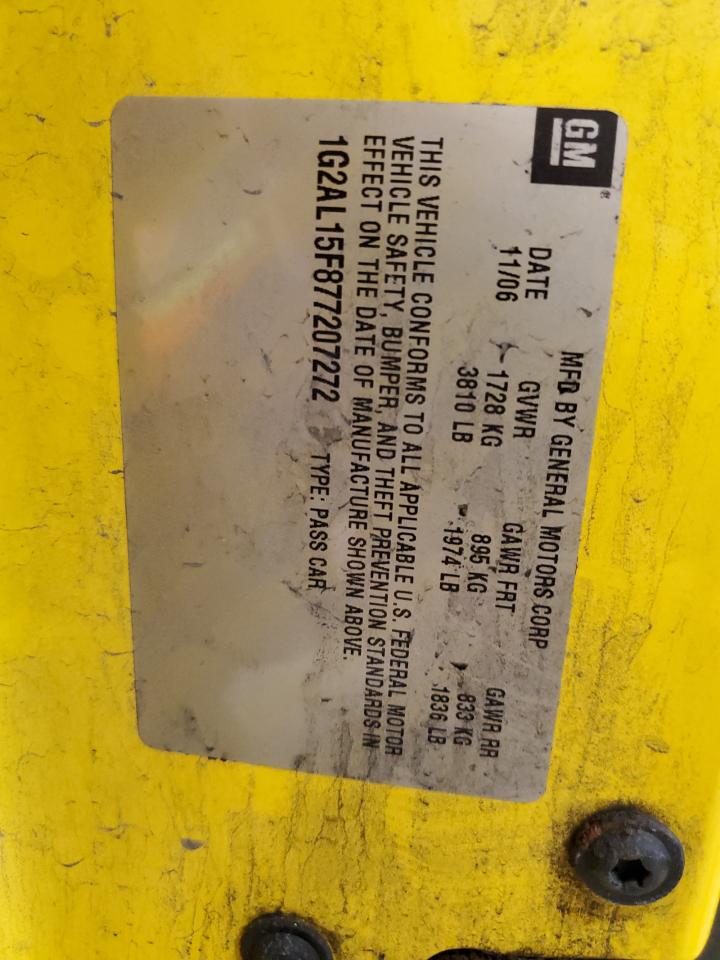 GM
®
MFD BY GENERAL MOTORS CORP
DATE GVWR GAWR FRT GAWR RR
11/06 1728 KG 895 KG 833 KG
3810 LB 1974 LB 1836 LB
THIS VEHICLE CONFORMS TO ALL APPLICABLE U.S. FEDERAL MOTOR
VEHICLE SAFETY, BUMPER, AND THEFT PREVENTION STANDARDS IN
EFFECT ON THE DATE OF MANUFACTURE SHOWN ABOVE.
1G2AL15F877207272 TYPE: PASS CAR